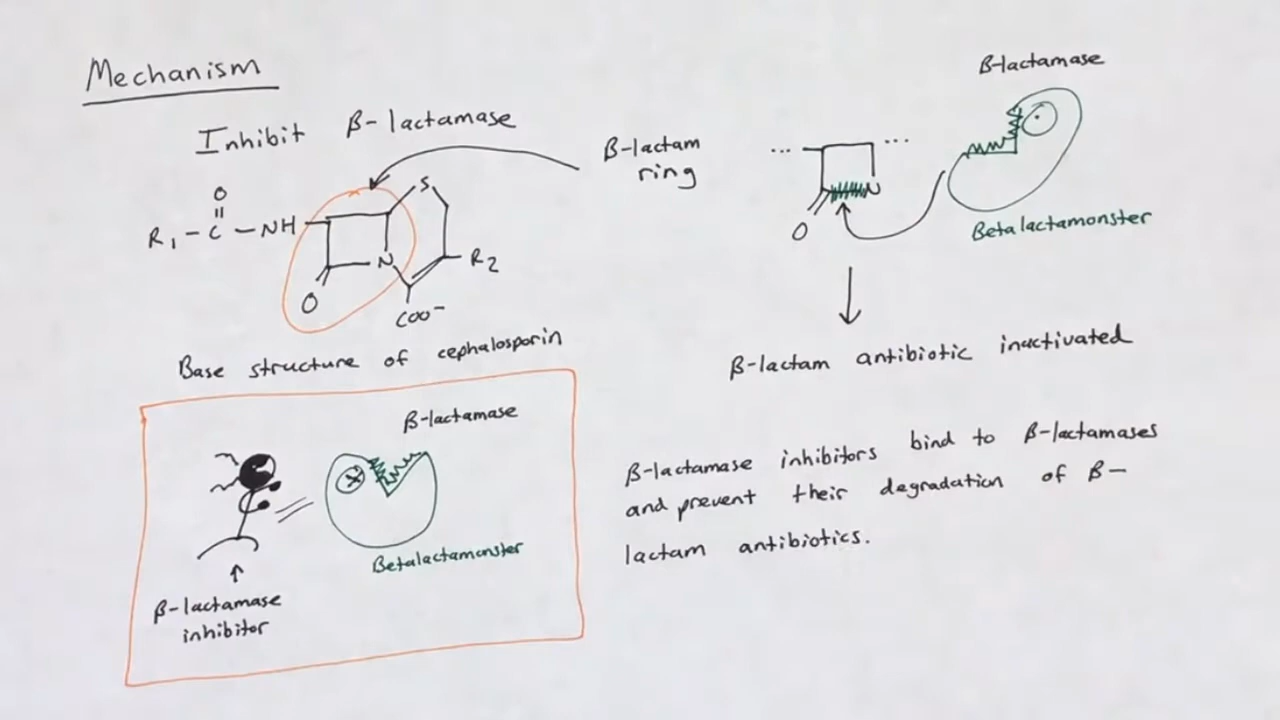 Mechanism
Inhibit β-lactamase
O
R₁-C-NH
S
N
R₂
O
COO⁻
Base structure of cephalosporin
β-lactam
ring
β-lactamase
... ...
N
O
Betalactamonster
β-lactam antibiotic inactivated
β-lactamase
Betalactamonster
β-lactamase
inhibitor
β-lactamase inhibitors bind to β-lactamases
and prevent their degradation of β-
lactam antibiotics.